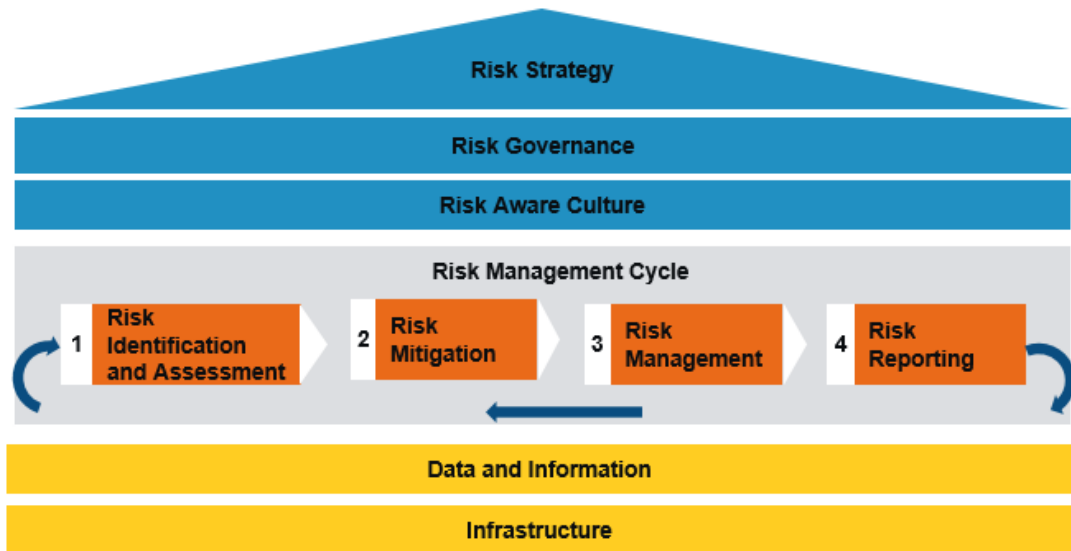 Risk Strategy
Risk Governance
Risk Aware Culture
Risk Management Cycle
1
Risk
Identification
and Assessment
2
Risk
Mitigation
3
Risk
Management
4
Risk
Reporting
Data and Information
Infrastructure